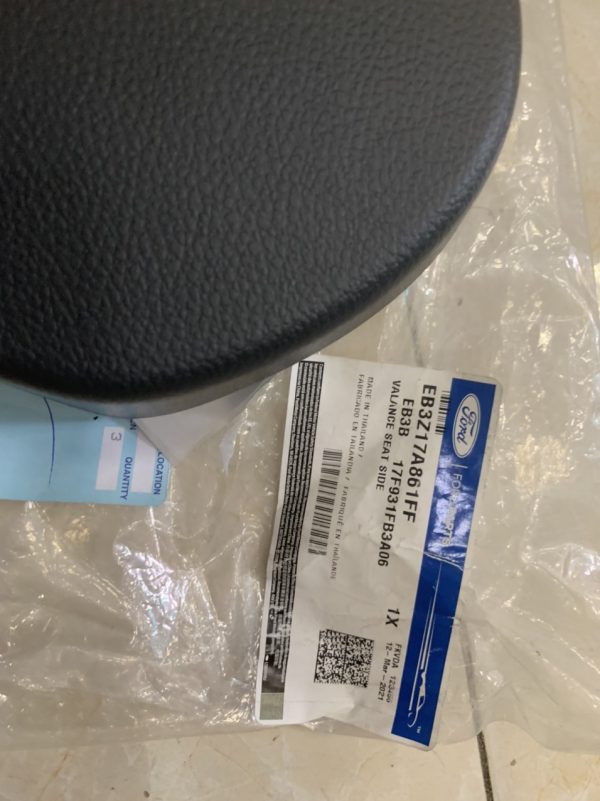 Ford | FORD PARTS
EB3Z17A861FF
EB3B 17F931FB3A06 1X
VALANCE SEAT SIDE
MADE IN THAILAND /
FABRICADO EN TAILANDIA / FABRIQUÉ EN THAÏLANDE
12-Mar-2021
LOCATION
QUANTITY
3